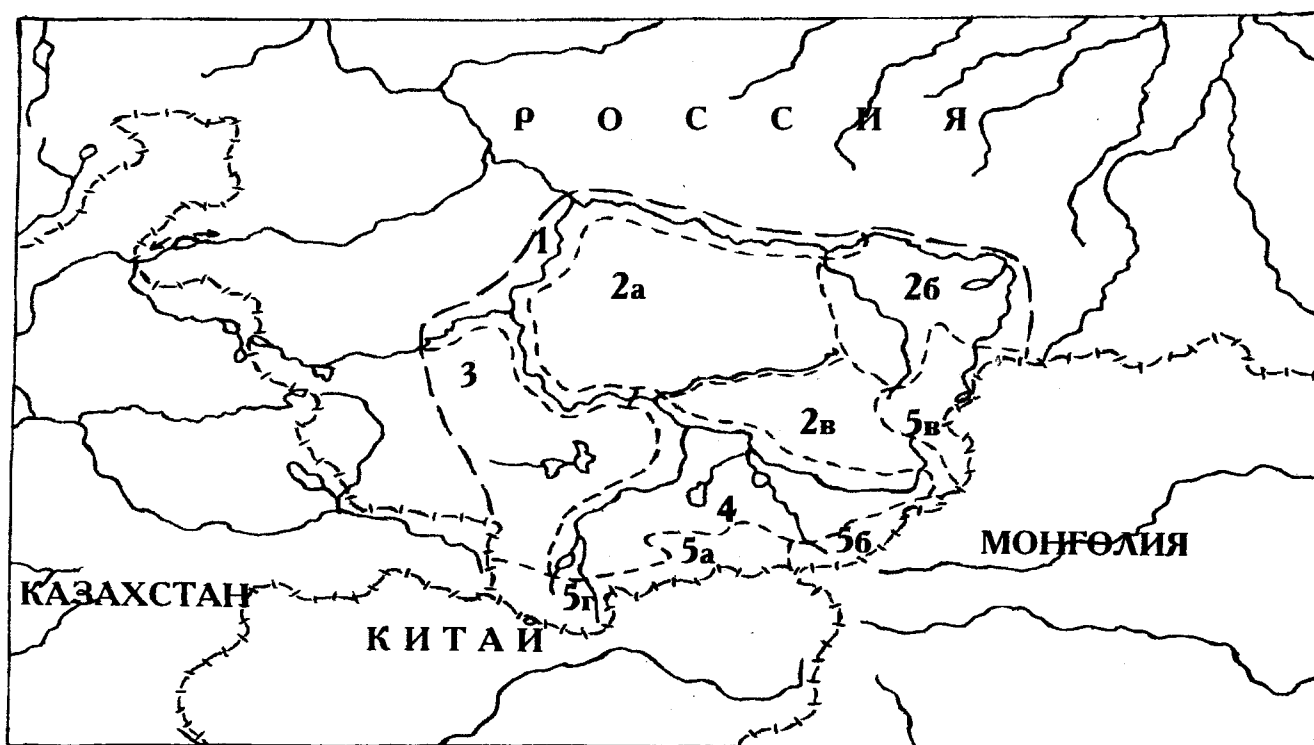 Р О С С И Я
1
2а
2б
3
2в
5в
4
5а
5б
МОНГОЛИЯ
5г
КАЗАХСТАН
К И Т А Й